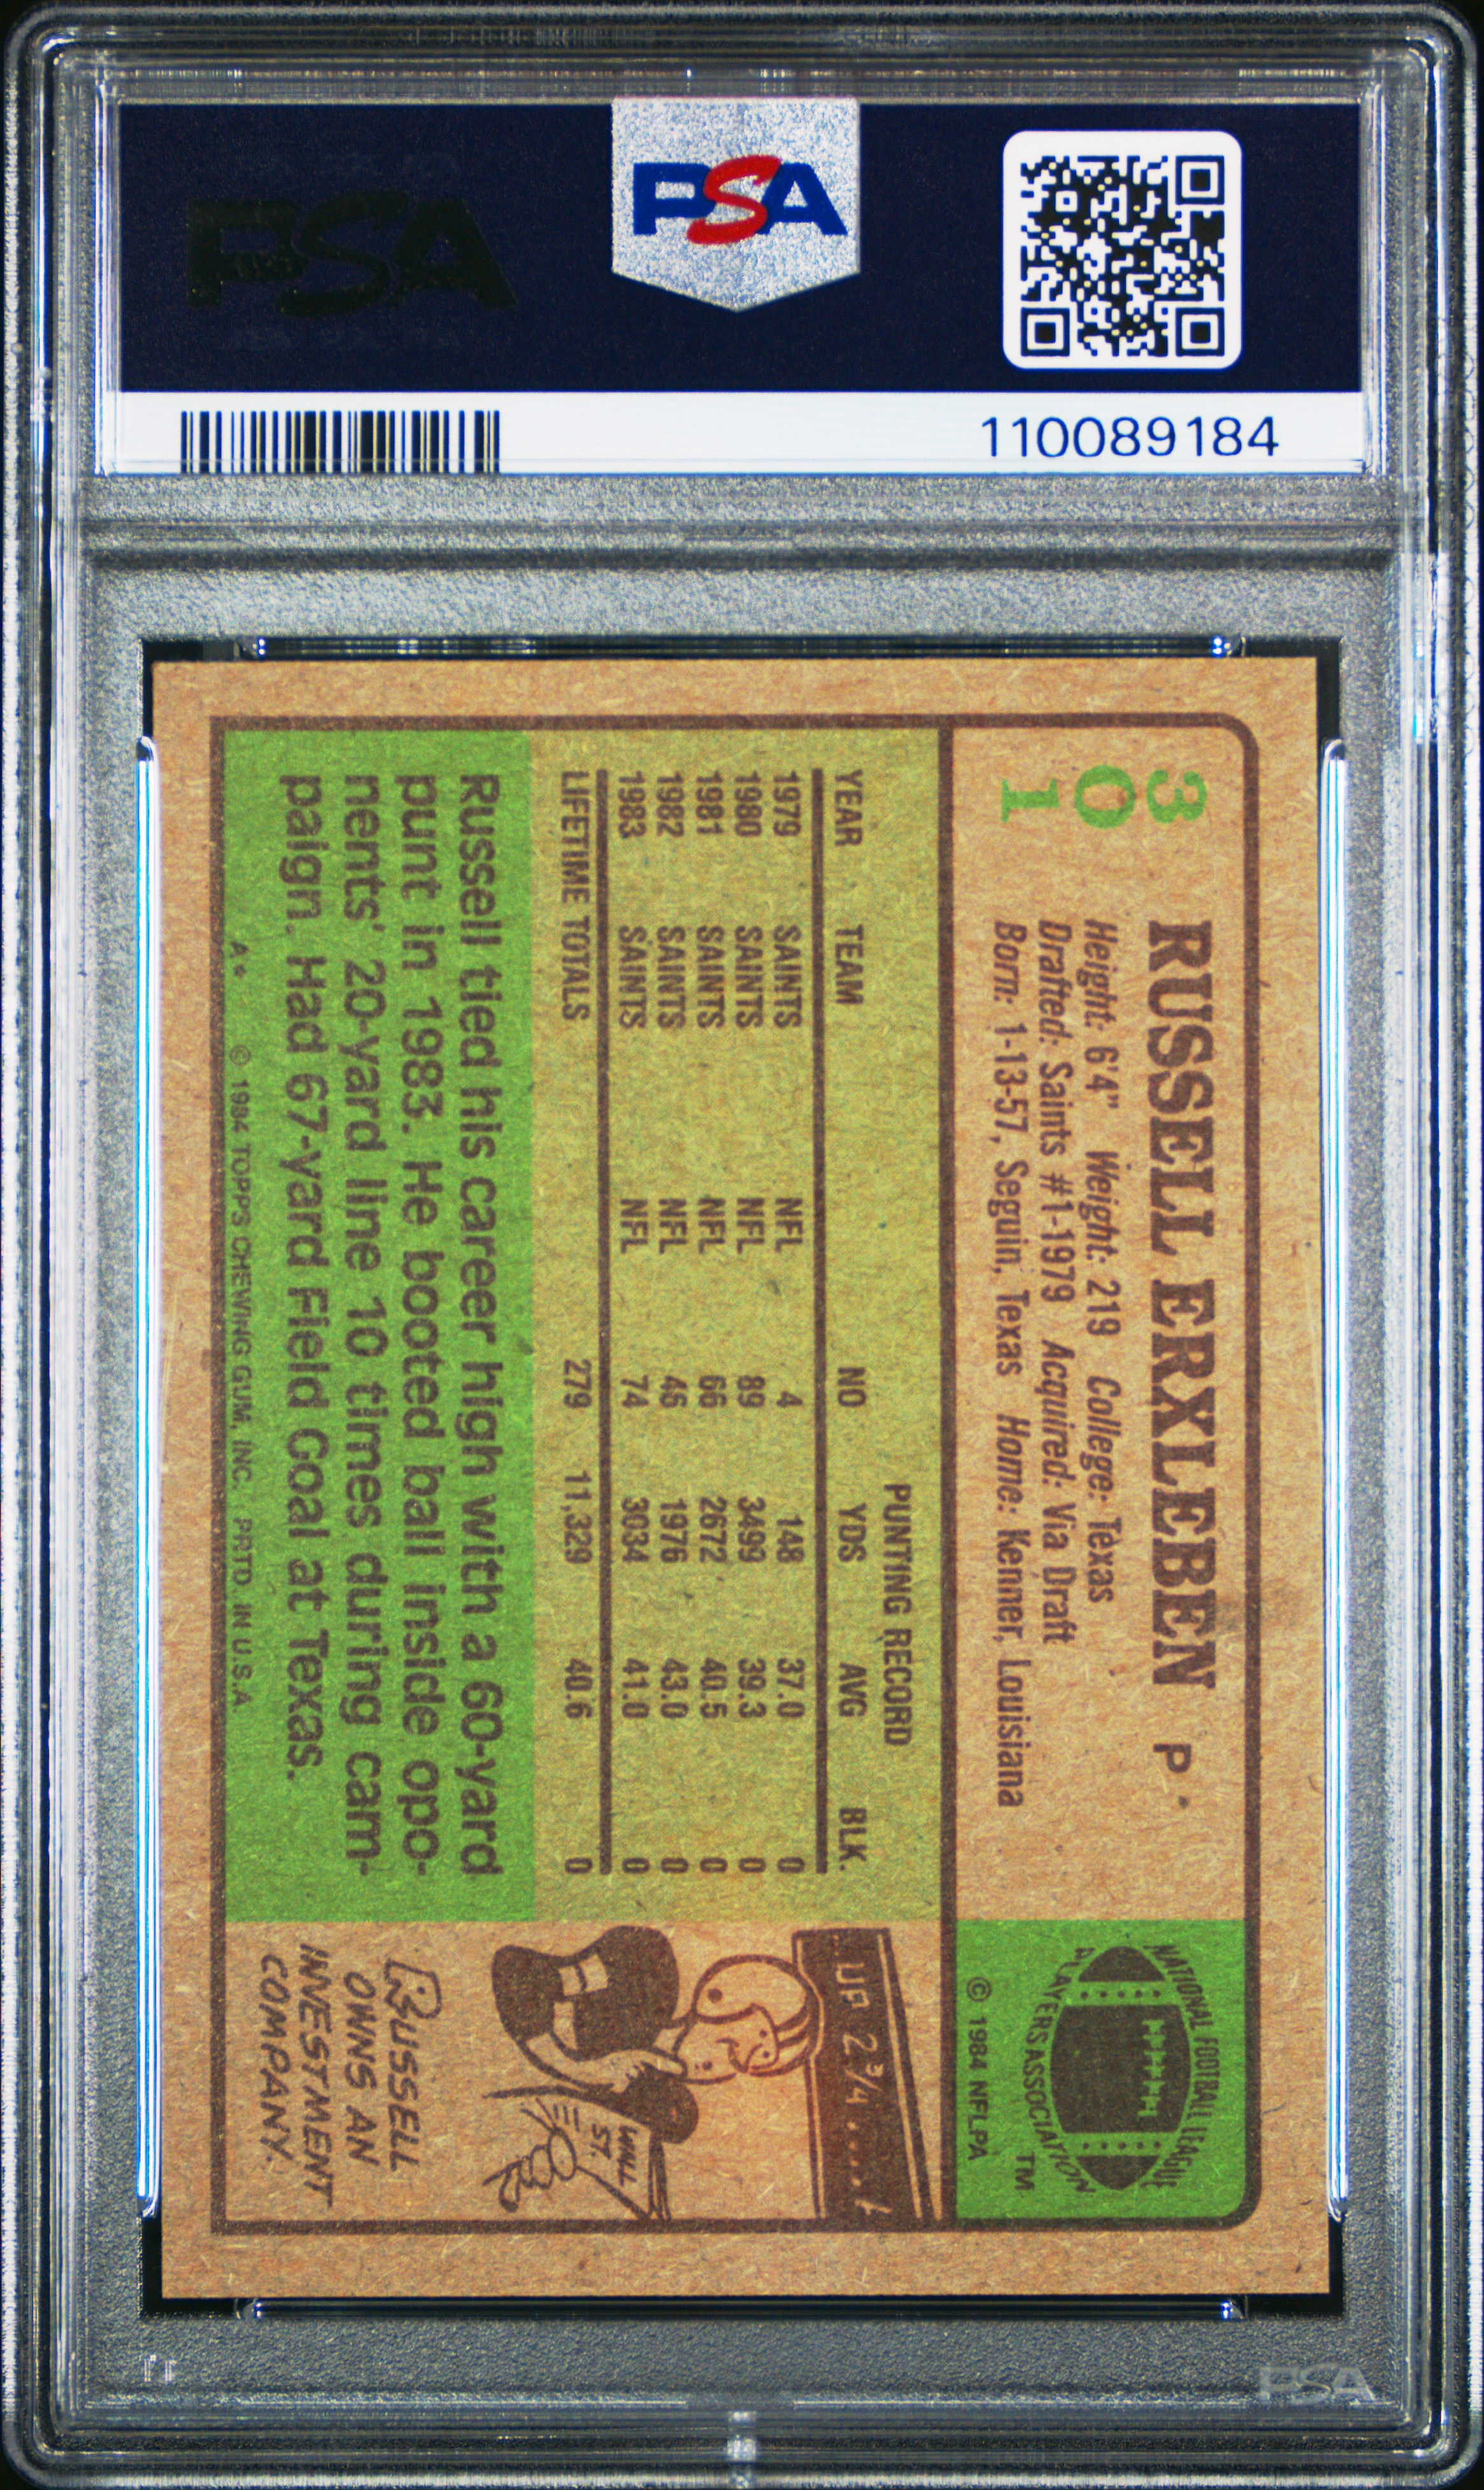 PSA
PSA
110089184
301
RUSSELL ERXLEBEN P
Height: 6'4" Weight: 219 College: Texas
Drafted: Saints #1-1979 Acquired: Via Draft
Born: 1-13-57, Seguin, Texas Home: Kenner, Louisiana
NATIONAL FOOTBALL LEAGUE
PLAYERS ASSOCIATION
TM
© 1984 NFLPA
PUNTING RECORD
YEAR TEAM NO YDS AVG BLK.
1979 SAINTS NFL 4 148 37.0 0
1980 SAINTS NFL 89 3499 39.3 0
1981 SAINTS NFL 66 2672 40.5 0
1982 SAINTS NFL 46 1976 43.0 0
1983 SAINTS NFL 74 3034 41.0 0
LIFETIME TOTALS 279 11,329 40.6 0
Russell tied his career high with a 60-yard
punt in 1983. He booted ball inside opo-
nents' 20-yard line 10 times during cam-
paign. Had 67-yard Field Goal at Texas.
A* © 1984 TOPPS CHEWING GUM, INC. PRTD. IN U.S.A.
UP 2 3/4 ....
WALL
ST.
RUSSELL
OWNS AN
INVESTMENT
COMPANY.
PSA